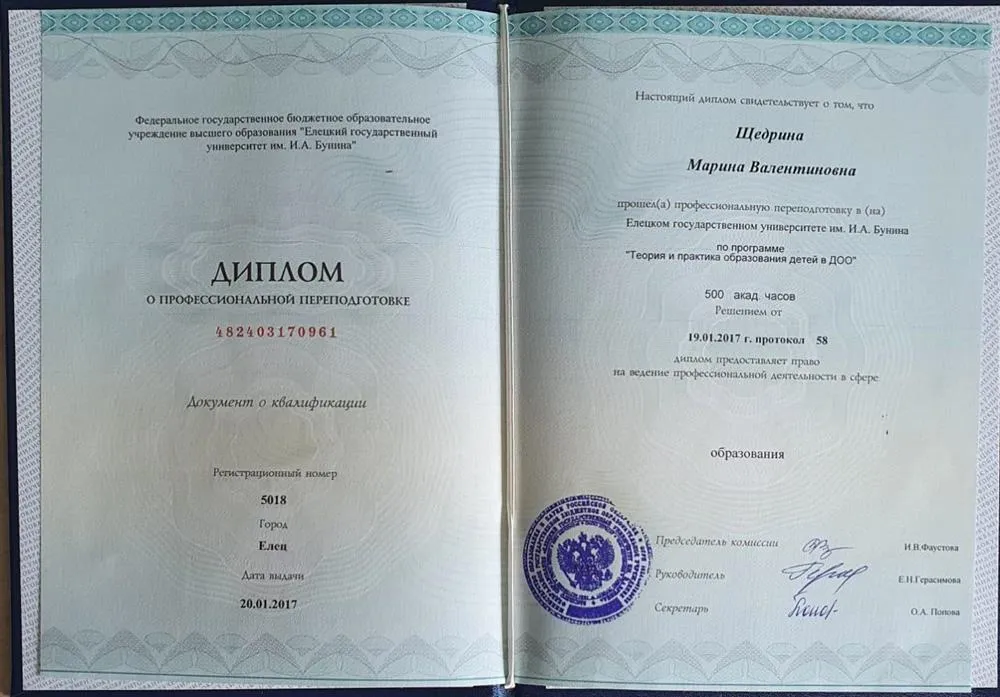 Федеральное государственное бюджетное образовательное
учреждение высшего образования "Елецкий государственный
университет им. И.А. Бунина"
ДИПЛОМ
О ПРОФЕССИОНАЛЬНОЙ ПЕРЕПОДГОТОВКЕ
482403170961
Документ о квалификации
Регистрационный номер
5018
Город
Елец
Дата выдачи
20.01.2017
Настоящий диплом свидетельствует о том, что
Щедрина
Марина Валентиновна
прошел(а) профессиональную переподготовку в (на)
Елецком государственном университете им. И.А. Бунина
по программе
"Теория и практика образования детей в ДОО"
500 акад. часов
Решением от
19.01.2017 г. протокол 58
диплом предоставляет право
на ведение профессиональной деятельности в сфере
образования
Председатель комиссии И.В.Фаустова
Руководитель Е.Н.Герасимова
Секретарь О.А. Попова